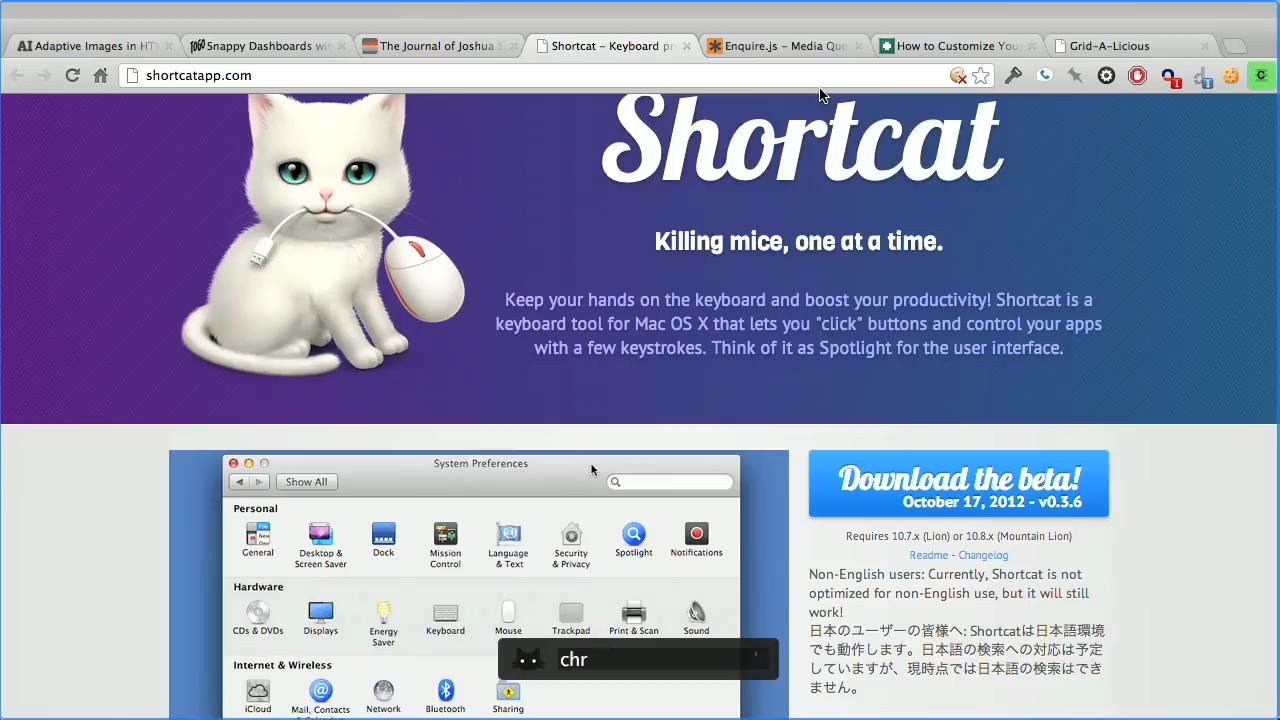 Adaptive Images in HT
Snappy Dashboards wi
The Journal of Joshua S
Shortcat – Keyboard pr
Enquire.js – Media Que
How to Customize You
Grid-A-Licious
shortcatapp.com
Shortcat
Killing mice, one at a time.
Keep your hands on the keyboard and boost your productivity! Shortcat is a
keyboard tool for Mac OS X that lets you "click" buttons and control your apps
with a few keystrokes. Think of it as Spotlight for the user interface.
System Preferences
Show All
Personal
General
Desktop &
Screen Saver
Dock
Mission
Control
Language
& Text
Security
& Privacy
Spotlight
Notifications
Hardware
CDs & DVDs
Displays
Energy
Saver
Keyboard
Mouse
Trackpad
Print & Scan
Sound
Internet & Wireless
iCloud
Mail, Contacts
Network
Bluetooth
Sharing
chr
Download the beta!
October 17, 2012 - v0.3.6
Requires 10.7.x (Lion) or 10.8.x (Mountain Lion)
Readme - Changelog
Non-English users: Currently, Shortcat is not
optimized for non-English use, but it will still
work!
日本のユーザーの皆様へ: Shortcatは日本語環境
でも動作します。日本語の検索への対応は予定
していますが、現時点では日本語の検索はでき
ません。